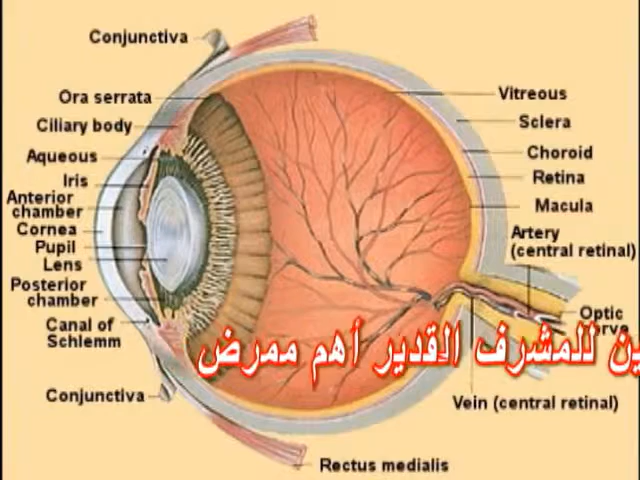 Conjunctiva
Ora serrata
Ciliary body
Aqueous
Iris
Anterior
chamber
Cornea
Pupil
Lens
Posterior
chamber
Canal of
Schlemm
Conjunctiva
Vitreous
Sclera
Choroid
Retina
Macula
Artery
(central retinal)
Optic
للمشرف القدير أهم ممرض
Vein (central retinal)
Rectus medialis